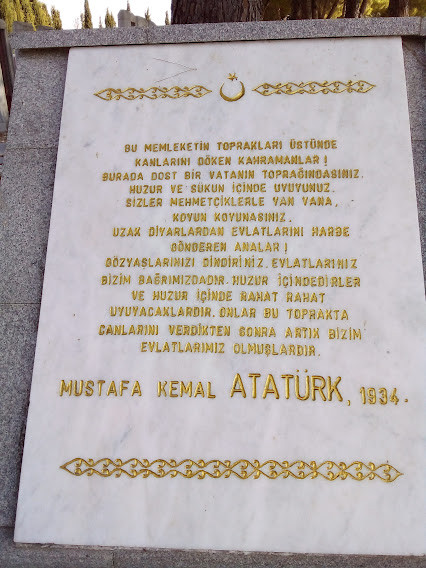 BU MEMLEKETİN TOPRAKLARI ÜSTÜNDE
KANLARINI DÖKEN KAHRAMANLAR !
BURADA DOST BİR VATANIN TOPRAĞINDASINIZ.
HUZUR VE SÜKUN İÇİNDE UYUYUNUZ.
SİZLER MEHMETÇİKLERLE YAN YANA,
KOYUN KOYUNASINIZ.
UZAK DİYARLARDAN EVLATLARINI HARBE
GÖNDEREN ANALAR !
GÖZYAŞLARINIZI DİNDİRİNİZ. EVLATLARINIZ
BİZİM BAĞRIMIZDADIR. HUZUR İÇİNDEDİRLER
VE HUZUR İÇİNDE RAHAT RAHAT
UYUYACAKLARDIR. ONLAR BU TOPRAKTA
CANLARINI VERDİKTEN SONRA ARTIK BİZİM
EVLATLARIMIZ OLMUŞLARDIR.
MUSTAFA KEMAL ATATÜRK, 1934.